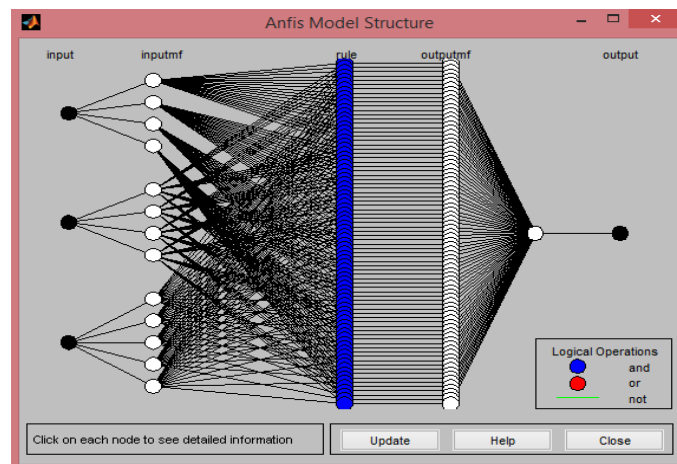 Anfis Model Structure
input inputmf rule outputmf output
Logical Operations
and
or
not
Click on each node to see detailed information Update Help Close